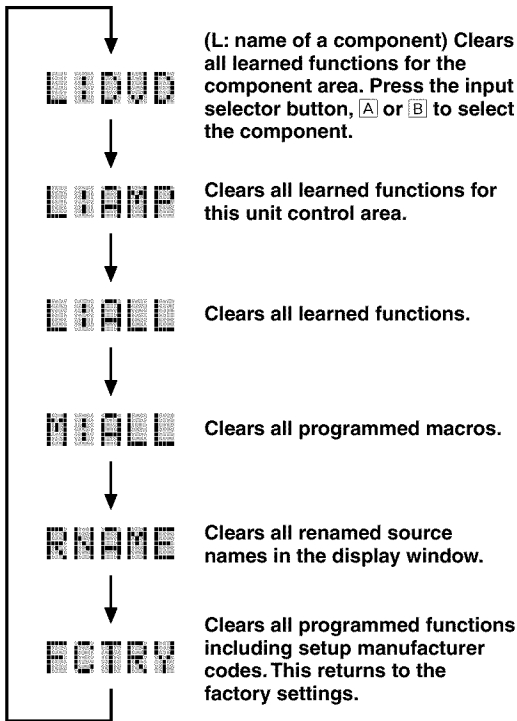 (L: name of a component) Clears
all learned functions for the
component area. Press the input
selector button, A or B to select
the component.
L:DVD
Clears all learned functions for
this unit control area.
L:AMP
Clears all learned functions.
L:ALL
Clears all programmed macros.
M:ALL
Clears all renamed source
names in the display window.
RNAME
Clears all programmed functions
including setup manufacturer
codes. This returns to the
factory settings.
FCTRY